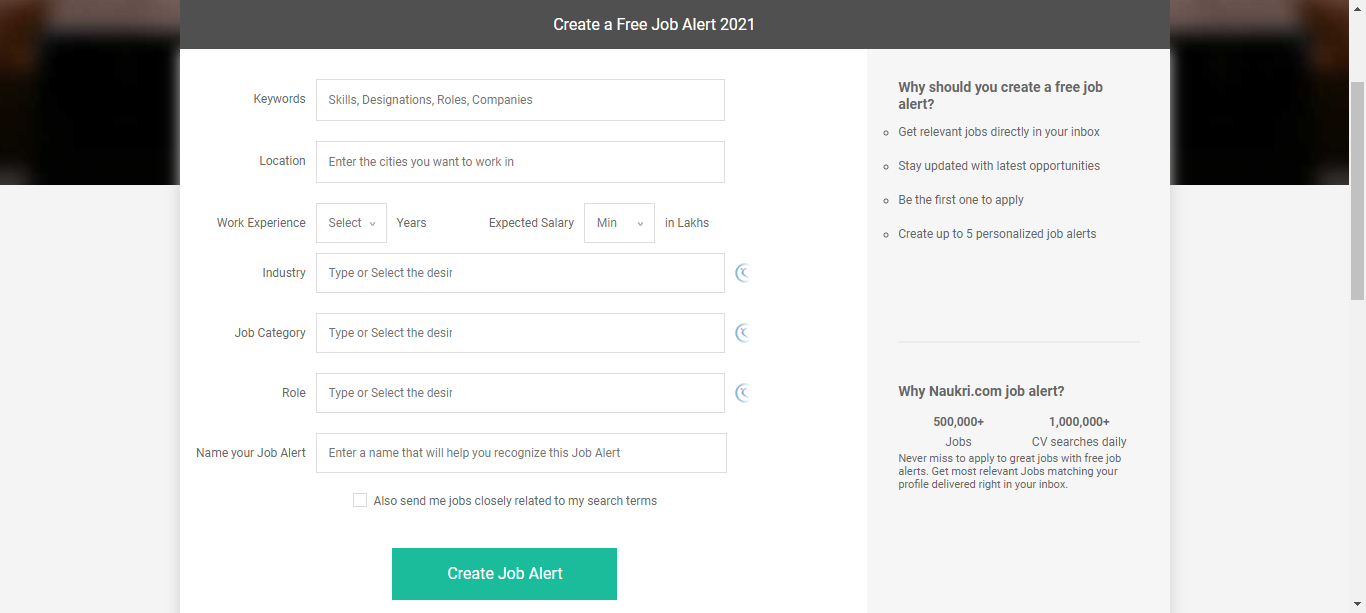 Create a Free Job Alert 2021
Keywords
Skills, Designations, Roles, Companies
Location
Enter the cities you want to work in
Work Experience Select Years Expected Salary Min in Lakhs
Industry
Type or Select the desir
Job Category
Type or Select the desir
Role
Type or Select the desir
Name your Job Alert
Enter a name that will help you recognize this Job Alert
Also send me jobs closely related to my search terms
Create Job Alert
Why should you create a free job
alert?
Get relevant jobs directly in your inbox
Stay updated with latest opportunities
Be the first one to apply
Create up to 5 personalized job alerts
Why Naukri.com job alert?
500,000+ 1,000,000+
Jobs CV searches daily
Never miss to apply to great jobs with free job
alerts. Get most relevant Jobs matching your
profile delivered right in your inbox.